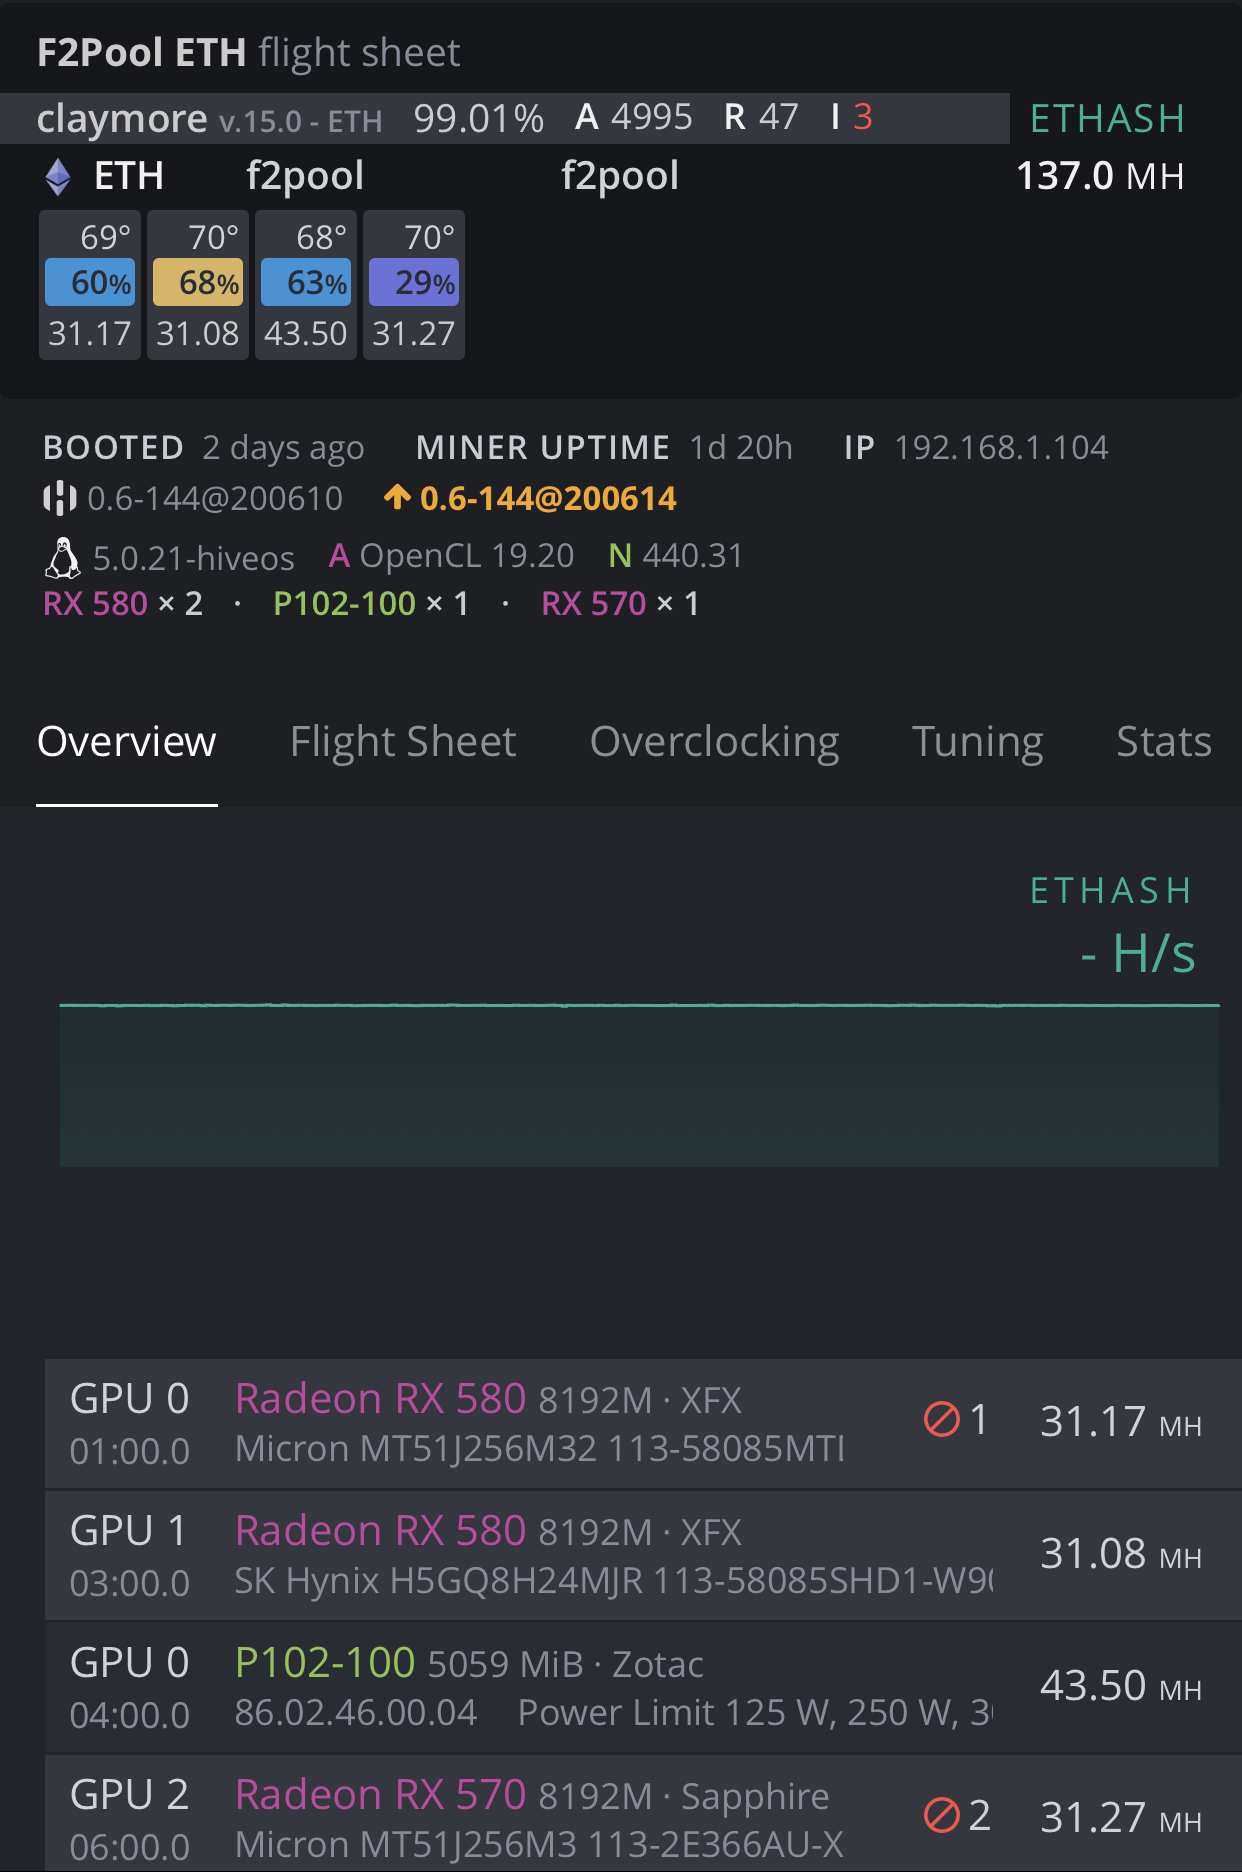 F2Pool ETH flight sheet
claymore v.15.0 - ETH 99.01% A 4995 R 47 I 3 ETHASH
ETH f2pool f2pool 137.0 MH
69° 70° 68° 70°
60% 68% 63% 29%
31.17 31.08 43.50 31.27
BOOTED 2 days ago MINER UPTIME 1d 20h IP 192.168.1.104
0.6-144@200610 0.6-144@200614
5.0.21-hiveos A OpenCL 19.20 N 440.31
RX 580 × 2 · P102-100 × 1 · RX 570 × 1
Overview Flight Sheet Overclocking Tuning Stats
ETHASH
- H/s
GPU 0 Radeon RX 580 8192M · XFX 1 31.17 MH
01:00.0 Micron MT51J256M32 113-58085MTI
GPU 1 Radeon RX 580 8192M · XFX 31.08 MH
03:00.0 SK Hynix H5GQ8H24MJR 113-58085SHD1-W9
GPU 0 P102-100 5059 MiB · Zotac 43.50 MH
04:00.0 86.02.46.00.04 Power Limit 125 W, 250 W, 3
GPU 2 Radeon RX 570 8192M · Sapphire 2 31.27 MH
06:00.0 Micron MT51J256M3 113-2E366AU-X